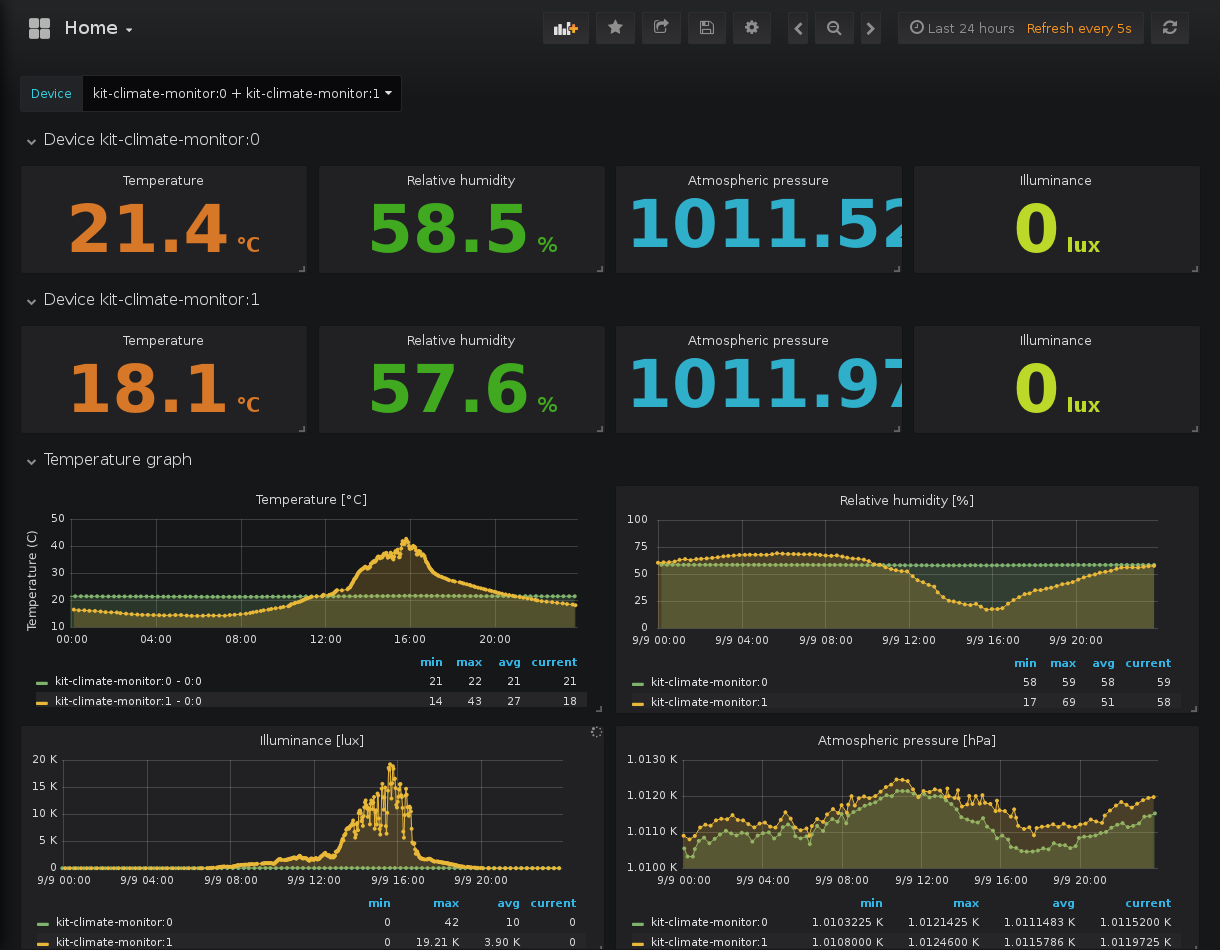 Home
Last 24 hours Refresh every 5s
Device kit-climate-monitor:0 + kit-climate-monitor:1
Device kit-climate-monitor:0
Temperature Relative humidity Atmospheric pressure Illuminance
21.4 °C 58.5 % 1011.52 0 lux
Device kit-climate-monitor:1
Temperature Relative humidity Atmospheric pressure Illuminance
18.1 °C 57.6 % 1011.97 0 lux
Temperature graph
Temperature [°C]
Temperature (C)
50
40
30
20
10
00:00 04:00 08:00 12:00 16:00 20:00
min max avg current
kit-climate-monitor:0 - 0:0 21 22 21 21
kit-climate-monitor:1 - 0:0 14 43 27 18
Relative humidity [%]
100
75
50
25
0
9/9 00:00 9/9 04:00 9/9 08:00 9/9 12:00 9/9 16:00 9/9 20:00
min max avg current
kit-climate-monitor:0 58 59 58 59
kit-climate-monitor:1 17 69 51 58
Illuminance [lux]
20 K
15 K
10 K
5 K
0
9/9 00:00 9/9 04:00 9/9 08:00 9/9 12:00 9/9 16:00 9/9 20:00
min max avg current
kit-climate-monitor:0 0 42 10 0
kit-climate-monitor:1 0 19.21 K 3.90 K 0
Atmospheric pressure [hPa]
1.0130 K
1.0120 K
1.0110 K
1.0100 K
9/9 00:00 9/9 04:00 9/9 08:00 9/9 12:00 9/9 16:00 9/9 20:00
min max avg current
kit-climate-monitor:0 1.0103225 K 1.0121425 K 1.0111483 K 1.0115200 K
kit-climate-monitor:1 1.0108000 K 1.0124600 K 1.0115786 K 1.0119725 K